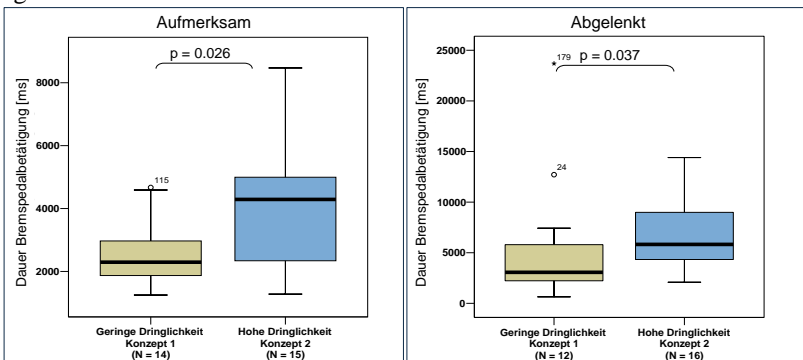 Aufmerksam
p = 0.026
Dauer Bremspedalbetätigung [ms]
8000
6000
4000
2000
115
Geringe Dringlichkeit
Konzept 1
(N = 14)
Hohe Dringlichkeit
Konzept 2
(N = 15)
Abgelenkt
179
p = 0.037
Dauer Bremspedalbetätigung [ms]
25000
20000
15000
10000
5000
0
24
Geringe Dringlichkeit
Konzept 1
(N = 12)
Hohe Dringlichkeit
Konzept 2
(N = 16)